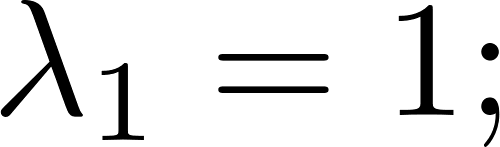 λ₁ = 1;